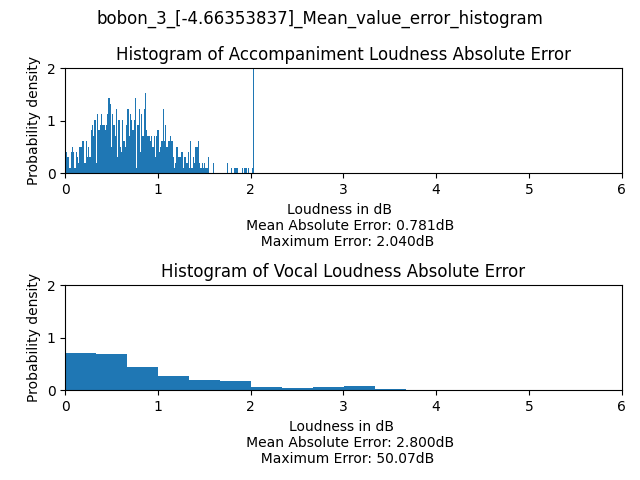 bobon_3_[-4.66353837]_Mean_value_error_histogram
Histogram of Accompaniment Loudness Absolute Error
Probability density
2
1
0
0 1 2 3 4 5 6
Loudness in dB
Mean Absolute Error: 0.781dB
Maximum Error: 2.040dB
Histogram of Vocal Loudness Absolute Error
Probability density
2
1
0
0 1 2 3 4 5 6
Loudness in dB
Mean Absolute Error: 2.800dB
Maximum Error: 50.07dB